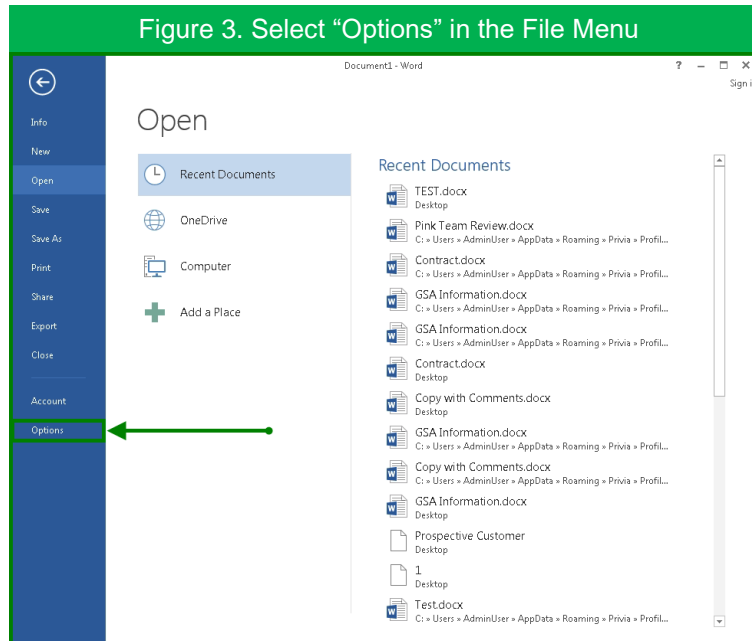 Figure 3. Select “Options” in the File Menu
Document1 - Word
?
Sign i
Info
New
Open
Save
Save As
Print
Share
Export
Close
Account
Options
Open
Recent Documents
OneDrive
Computer
Add a Place
Recent Documents
TEST.docx
Desktop
Pink Team Review.docx
C: » Users » AdminUser » AppData » Roaming » Privia » Profil...
Contract.docx
C: » Users » AdminUser » AppData » Roaming » Privia » Profil...
GSA Information.docx
C: » Users » AdminUser » AppData » Roaming » Privia » Profil...
GSA Information.docx
C: » Users » AdminUser » AppData » Roaming » Privia » Profil...
Contract.docx
Desktop
Copy with Comments.docx
Desktop
GSA Information.docx
C: » Users » AdminUser » AppData » Roaming » Privia » Profil...
Copy with Comments.docx
C: » Users » AdminUser » AppData » Roaming » Privia » Profil...
GSA Information.docx
Desktop
Prospective Customer
Desktop
1
Desktop
Test.docx
C: » Users » AdminUser » AppData » Roaming » Privia » Profil...